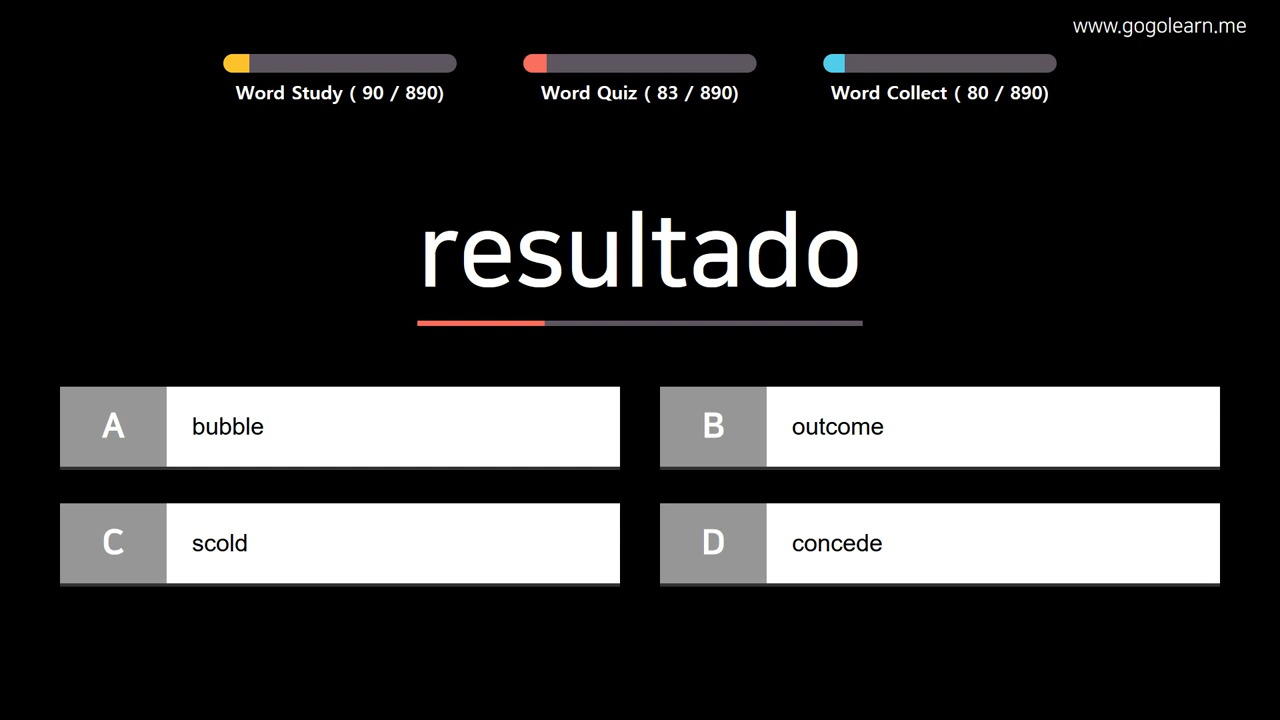 www.gogolearn.me
Word Study ( 90 / 890)
Word Quiz ( 83 / 890)
Word Collect ( 80 / 890)
resultado
A bubble
B outcome
C scold
D concede